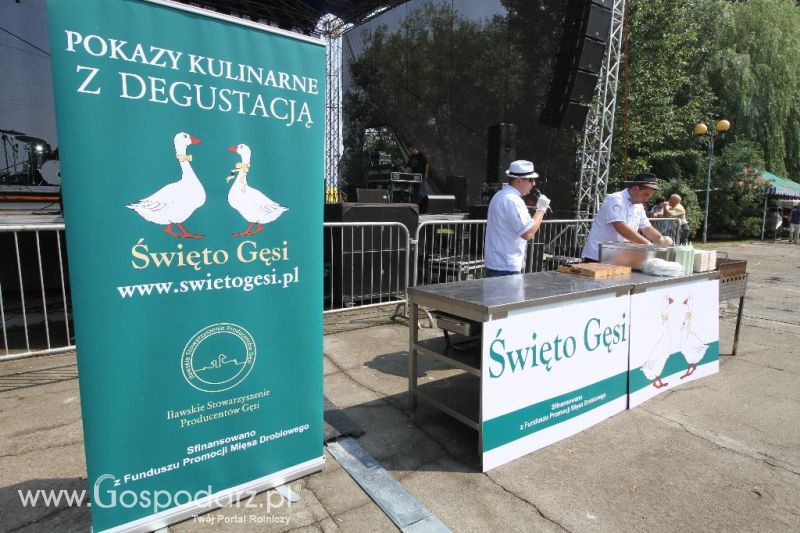 POKAZY KULINARNE
Z DEGUSTACJĄ
Święto Gęsi
www.swietogesi.pl
Iławskie Stowarzyszenie
Producentów Gęsi
Sfinansowano
z Funduszu Promocji Mięsa Drobiowego
Święto Gęsi
Sfinansowano
z Funduszu Promocji Mięsa Drobiowego
www.Gospodarz.pl
Twój Portal Rolniczy